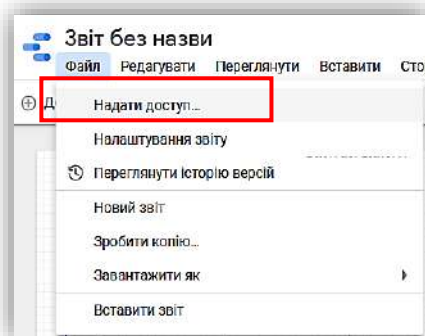 Звіт без назви
Файл Редагувати Переглянути Вставити Сто
Д
Надати доступ...
Налаштування звіту
Переглянути історію версій
Новий звіт
Зробити копію...
Завантажити як
Вставити звіт